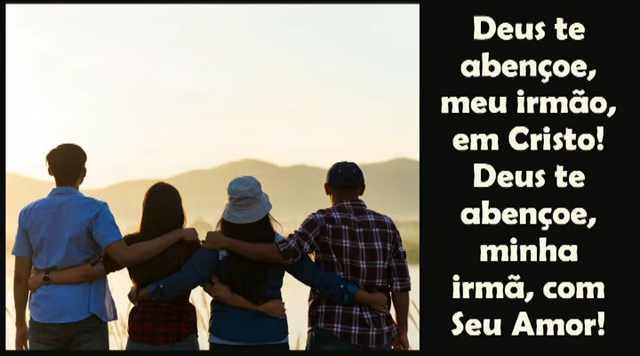 Deus te
abençoe,
meu irmão,
em Cristo!
Deus te
abençoe,
minha
irmã, com
Seu Amor!